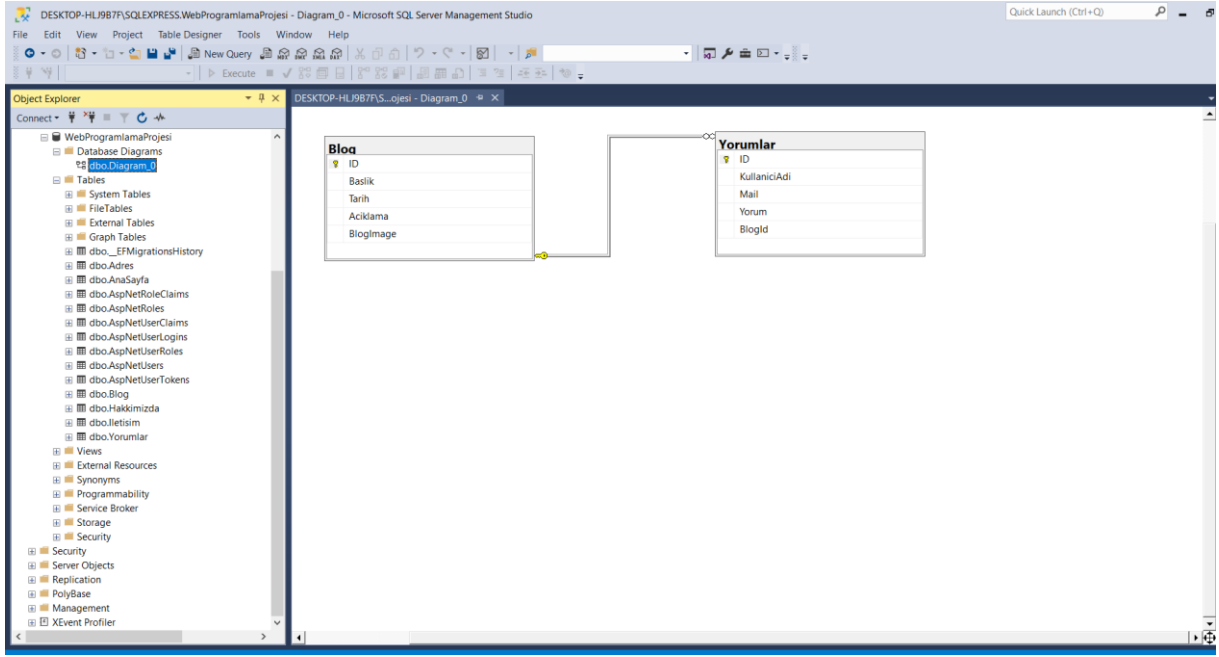 DESKTOP-HLJ9B7F\SQLEXPRESS.WebProgramlamaProjesi - Diagram_0 - Microsoft SQL Server Management Studio
Quick Launch (Ctrl+Q)
File Edit View Project Table Designer Tools Window Help
New Query
Execute
Object Explorer
DESKTOP-HLJ9B7F\S...ojesi - Diagram_0
Connect
WebProgramlamaProjesi
Database Diagrams
dbo.Diagram_0
Tables
System Tables
FileTables
External Tables
Graph Tables
dbo.__EFMigrationsHistory
dbo.Adres
dbo.AnaSayfa
dbo.AspNetRoleClaims
dbo.AspNetRoles
dbo.AspNetUserClaims
dbo.AspNetUserLogins
dbo.AspNetUserRoles
dbo.AspNetUsers
dbo.AspNetUserTokens
dbo.Blog
dbo.Hakkimizda
dbo.Iletisim
dbo.Yorumlar
Views
External Resources
Synonyms
Programmability
Service Broker
Storage
Security
Security
Server Objects
Replication
PolyBase
Management
XEvent Profiler
Blog
ID
Baslik
Tarih
Aciklama
BlogImage
Yorumlar
ID
KullaniciAdi
Mail
Yorum
BlogId